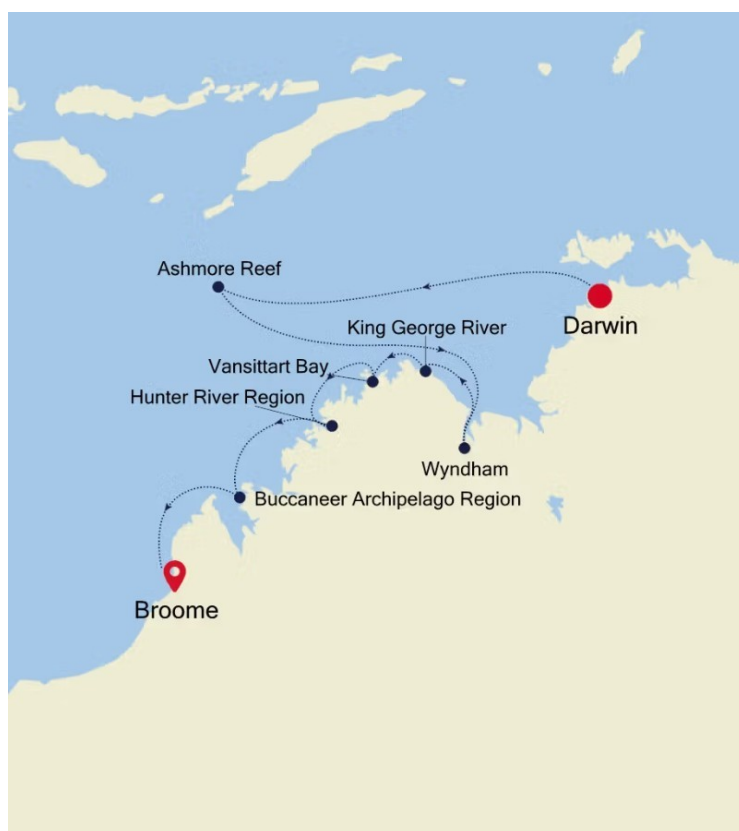 Ashmore Reef
King George River
Darwin
Vansittart Bay
Hunter River Region
Wyndham
Buccaneer Archipelago Region
Broome